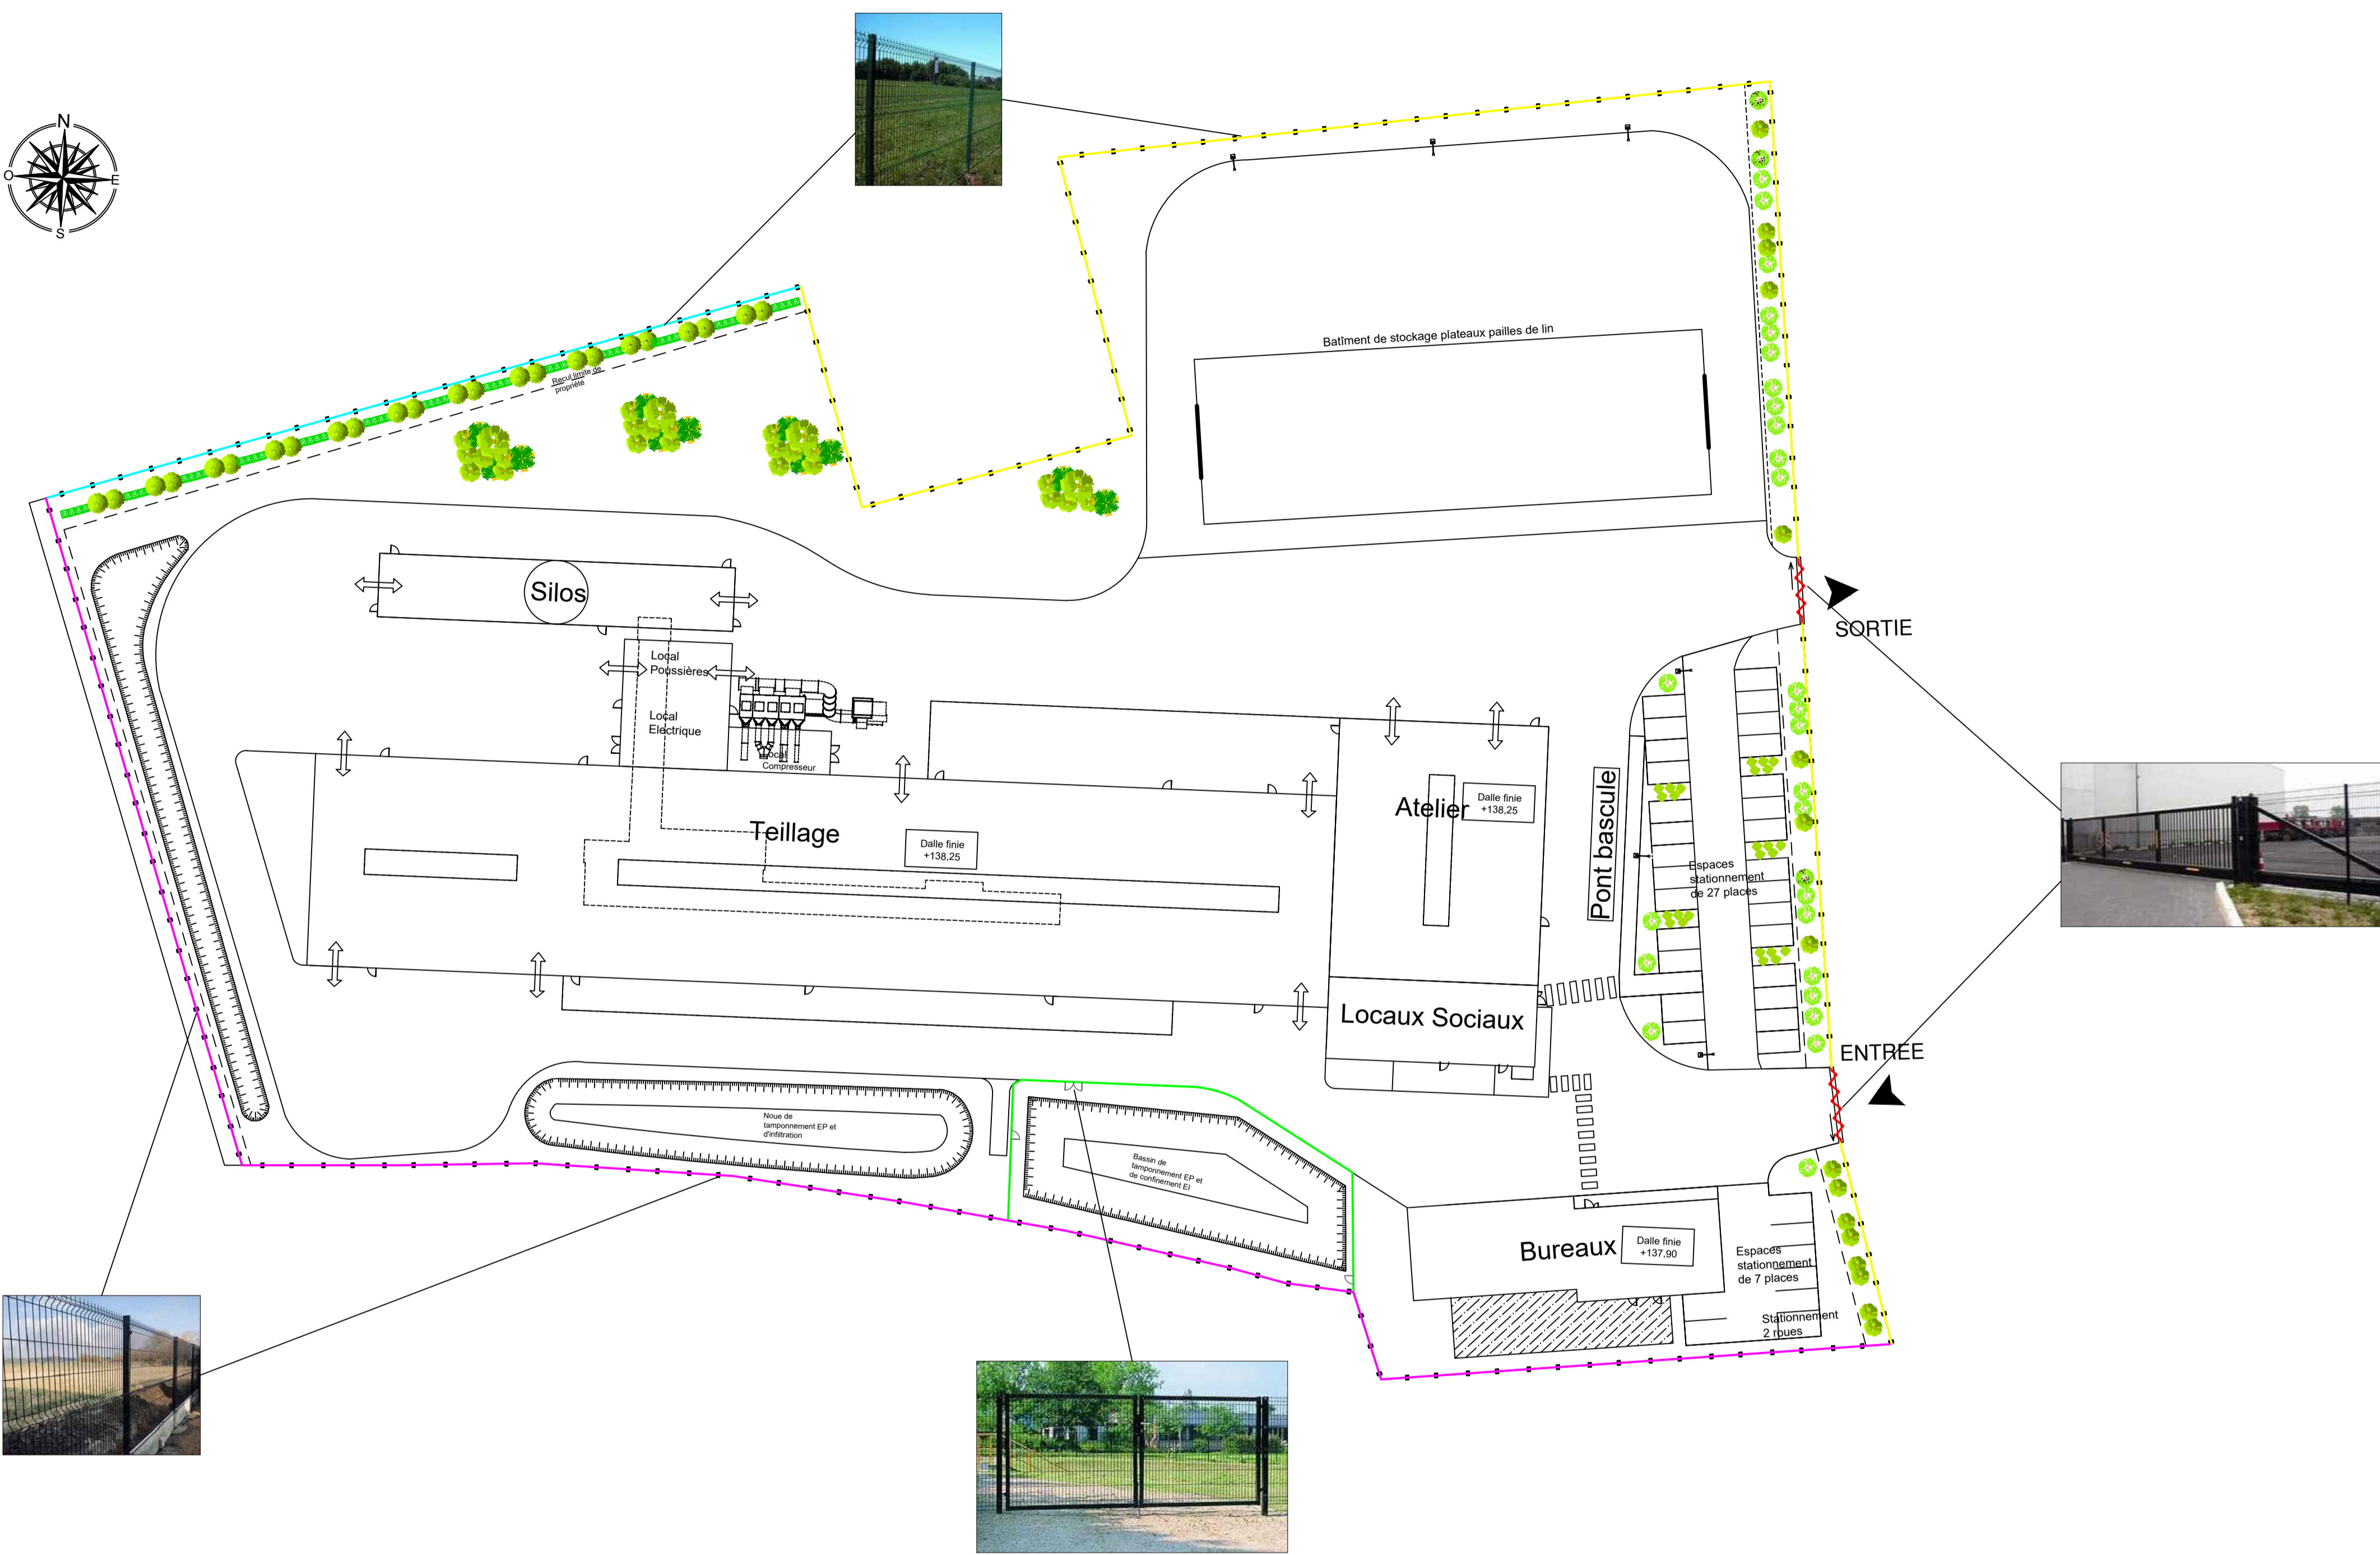 N
O
E
S
Recul limite de
propriété
Batîment de stockage plateaux pailles de lin
Silos
SORTIE
Local
Poussières
Local
Electrique
Local
Compresseur
Teillage
Dalle finie
+138,25
Atelier
Dalle finie
+138,25
Pont bascule
Espaces
stationnement
de 27 places
Locaux Sociaux
ENTREE
Noue de
tamponnement EP et
d'infiltration
Bassin de
tamponnement EP et
de confinement EI
Bureaux
Dalle finie
+137,90
Espaces
stationnement
de 7 places
Stationnement
2 roues